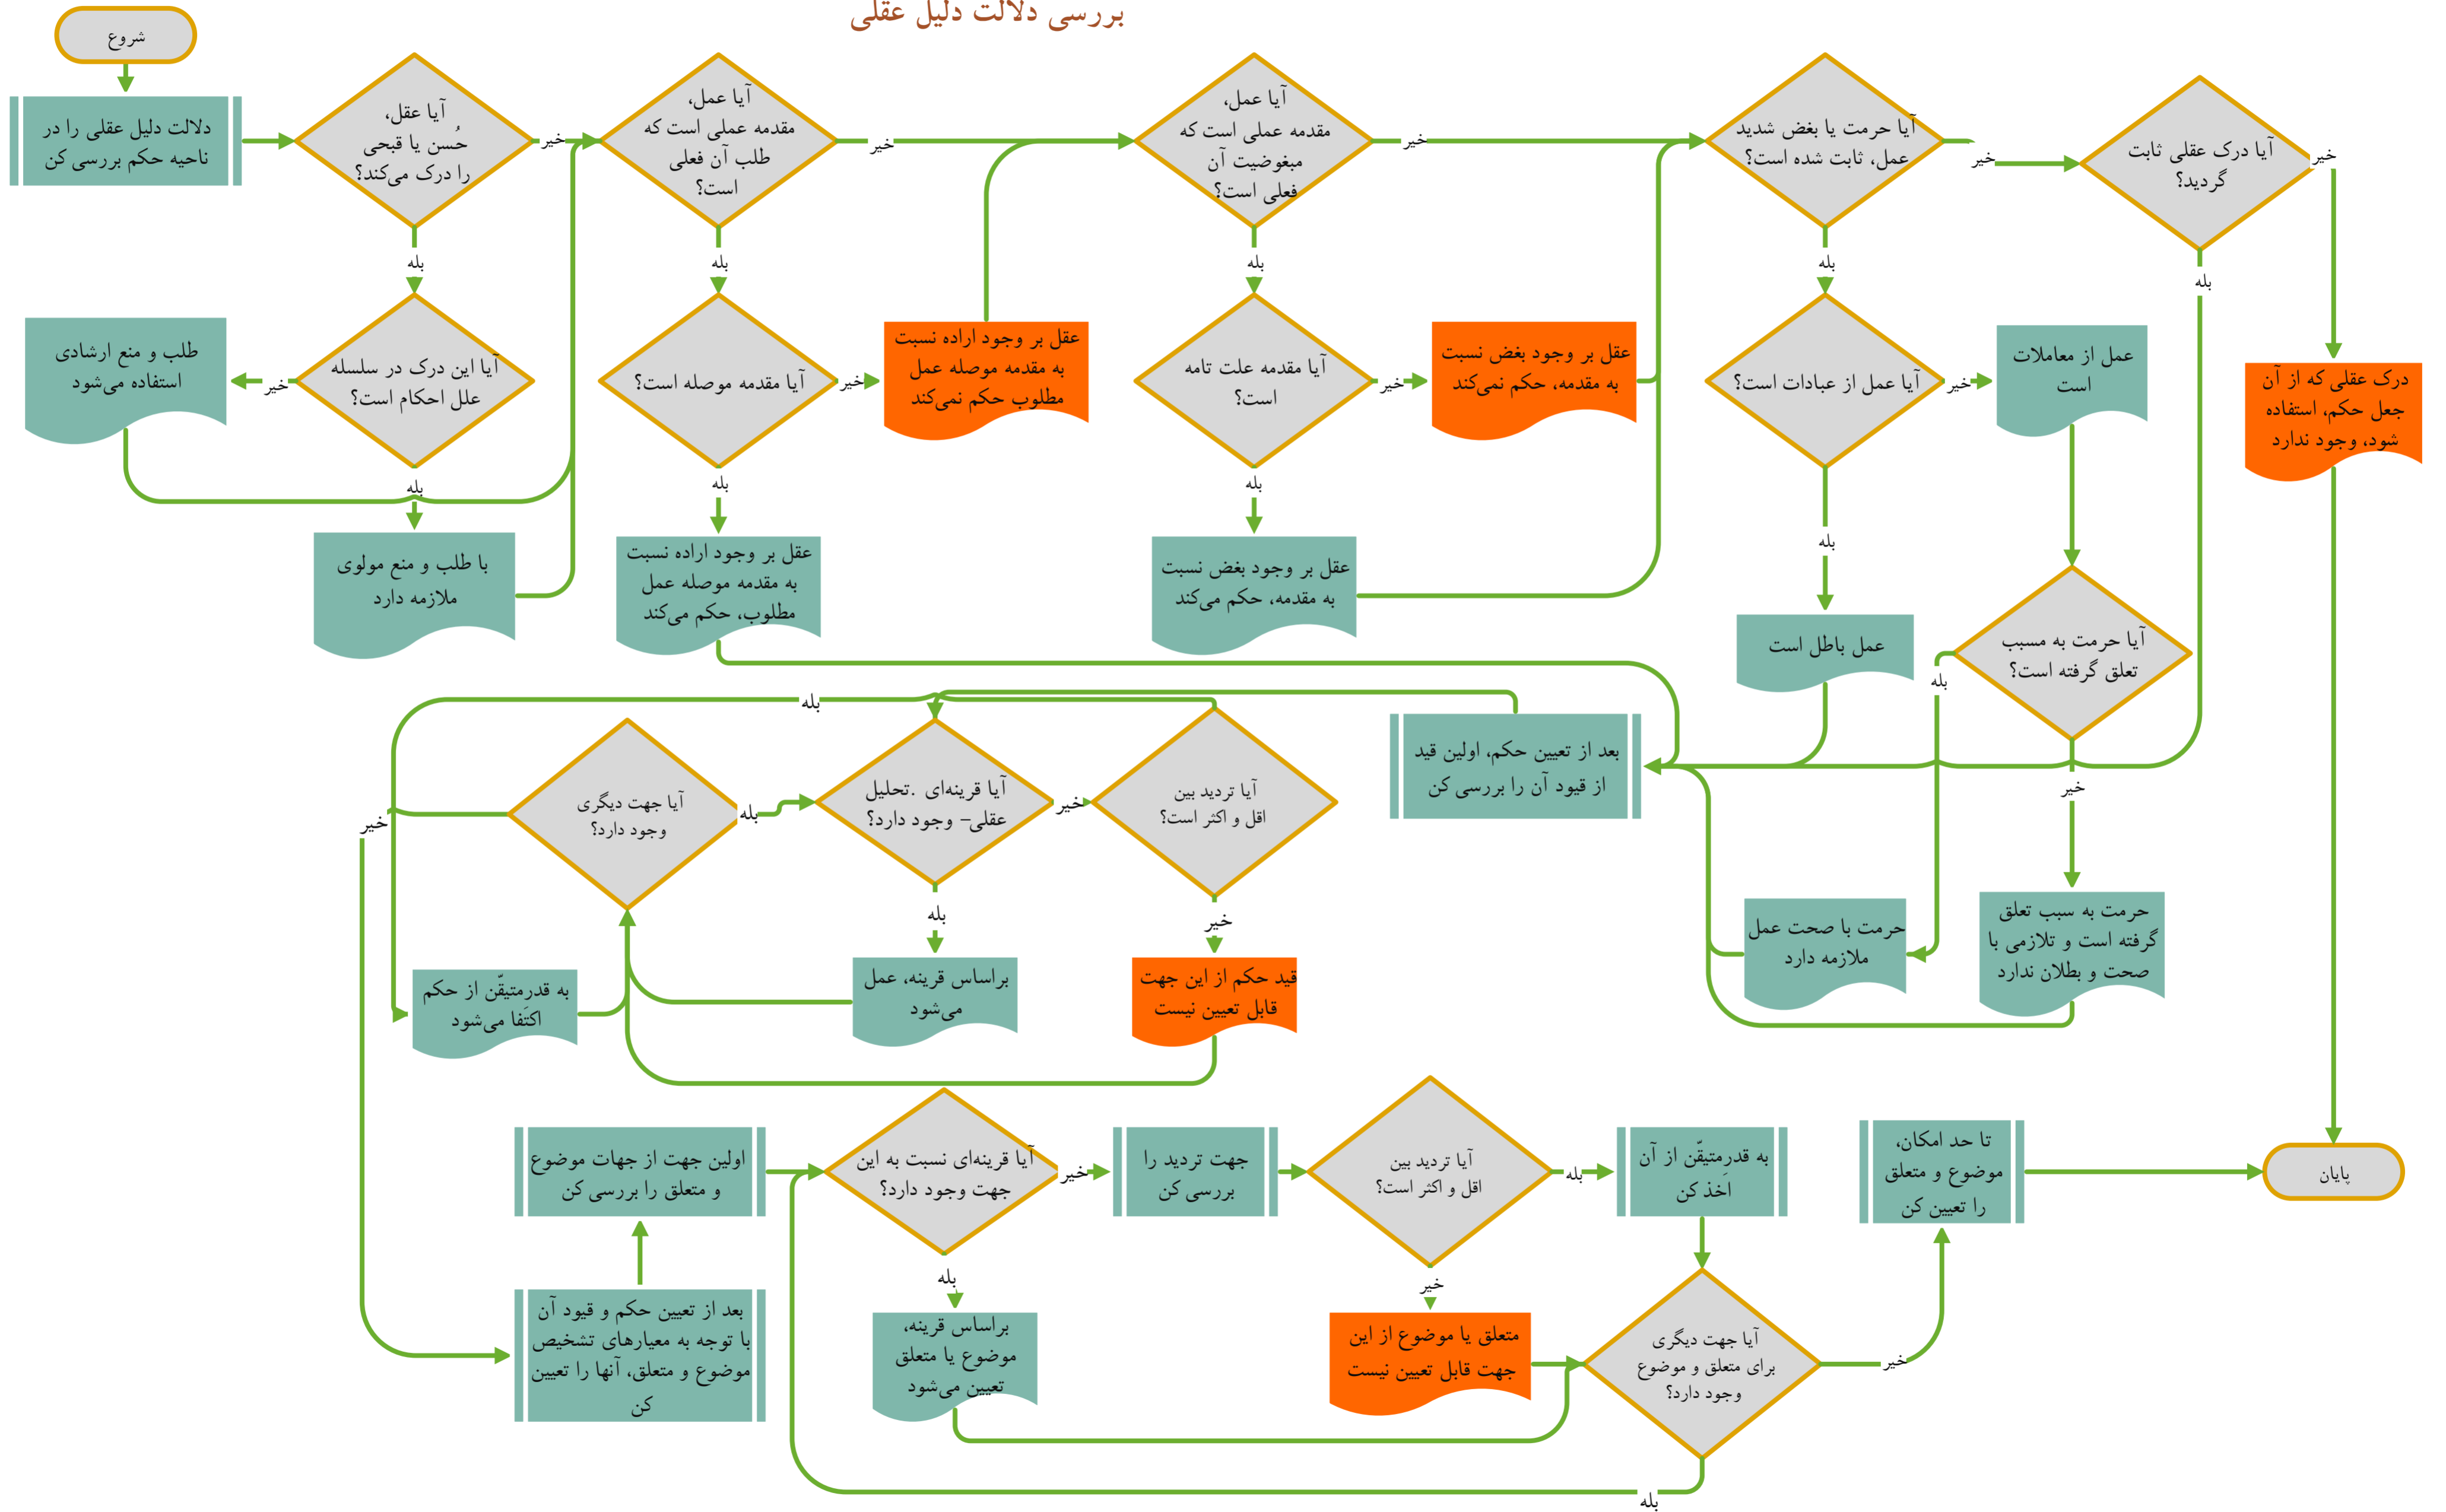 بررسی دلالت دلیل عقلی
شروع
دلالت دلیل عقلی را در
ناحیه حکم بررسی کن
آیا عقل،
حُسن یا قبحی
را درک می‌کند؟
خیر
بله
آیا این درک در سلسله
علل احکام است؟
خیر
طلب و منع ارشادی
استفاده می‌شود
بله
با طلب و منع مولوی
ملازمه دارد
آیا عمل،
مقدمه عملی است که
طلب آن فعلی
است؟
خیر
بله
آیا مقدمه موصله است؟
خیر
عقل بر وجود اراده نسبت
به مقدمه موصله عمل
مطلوب حکم نمی‌کند
بله
عقل بر وجود اراده نسبت
به مقدمه موصله عمل
مطلوب، حکم می‌کند
آیا عمل،
مقدمه عملی است که
مبغوضیت آن
فعلی است؟
خیر
بله
آیا مقدمه علت تامه
است؟
خیر
عقل بر وجود بغض نسبت
به مقدمه، حکم نمی‌کند
بله
عقل بر وجود بغض نسبت
به مقدمه، حکم می‌کند
آیا حرمت یا بغض شدید
عمل، ثابت شده است؟
خیر
بله
آیا عمل از عبادات است؟
خیر
عمل از معاملات
است
بله
عمل باطل است
آیا حرمت به مسبب
تعلق گرفته است؟
بله
حرمت با صحت عمل
ملازمه دارد
خیر
حرمت به سبب تعلق
گرفته است و تلازمی با
صحت و بطلان ندارد
آیا درک عقلی ثابت
گردید؟
خیر
بله
درک عقلی که از آن
جعل حکم، استفاده
شود، وجود ندارد
بعد از تعیین حکم، اولین قید
از قیود آن را بررسی کن
آیا قرینه‌ای .تحلیل
عقلی– وجود دارد؟
خیر
بله
براساس قرینه، عمل
می‌شود
آیا تردید بین
اقل و اکثر است؟
بله
خیر
قید حکم از این جهت
قابل تعیین نیست
به قدرمتیقّن از حکم
اکتَفا می‌شود
آیا جهت دیگری
وجود دارد؟
بله
خیر
بعد از تعیین حکم و قیود آن
با توجه به معیارهای تشخیص
موضوع و متعلق، آنها را تعیین
کن
اولین جهت از جهات موضوع
و متعلق را بررسی کن
آیا قرینه‌ای نسبت به این
جهت وجود دارد؟
خیر
بله
براساس قرینه،
موضوع یا متعلق
تعیین می‌شود
جهت تردید را
بررسی کن
آیا تردید بین
اقل و اکثر است؟
بله
خیر
متعلق یا موضوع از این
جهت قابل تعیین نیست
به قدرمتیقّن از آن
اَخذ کن
آیا جهت دیگری
برای متعلق و موضوع
وجود دارد؟
خیر
بله
تا حد امکان،
موضوع و متعلق
را تعیین کن
پایان